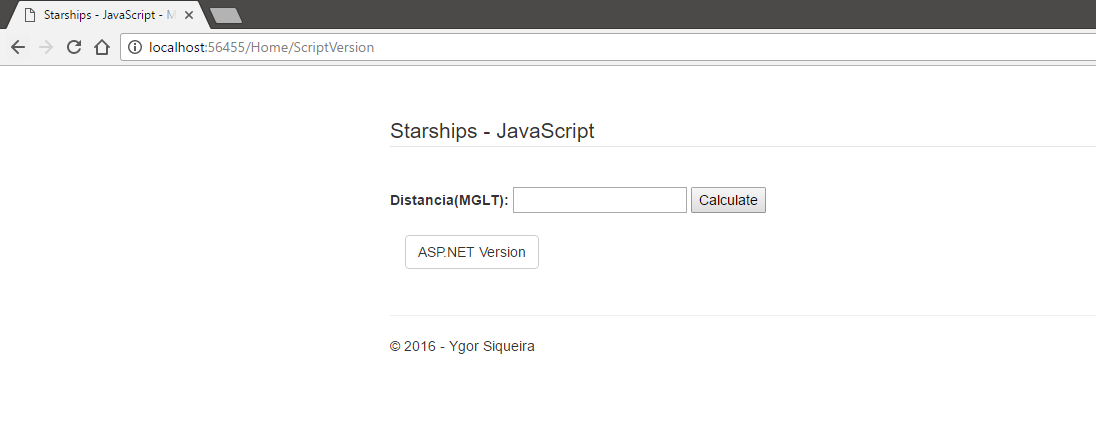 Starships - JavaScript - M
localhost:56455/Home/ScriptVersion
Starships - JavaScript
Distancia(MGLT): Calculate
ASP.NET Version
© 2016 - Ygor Siqueira